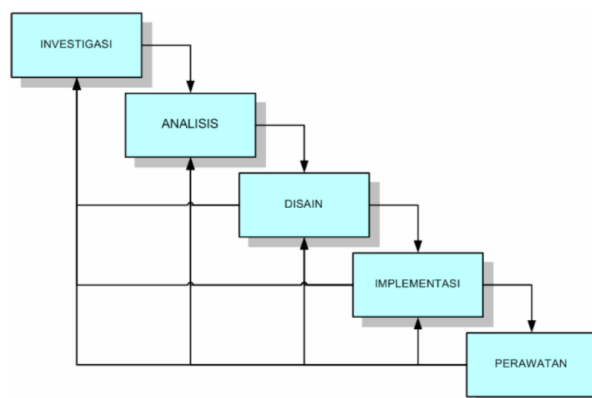 INVESTIGASI
ANALISIS
DISAIN
IMPLEMENTASI
PERAWATAN